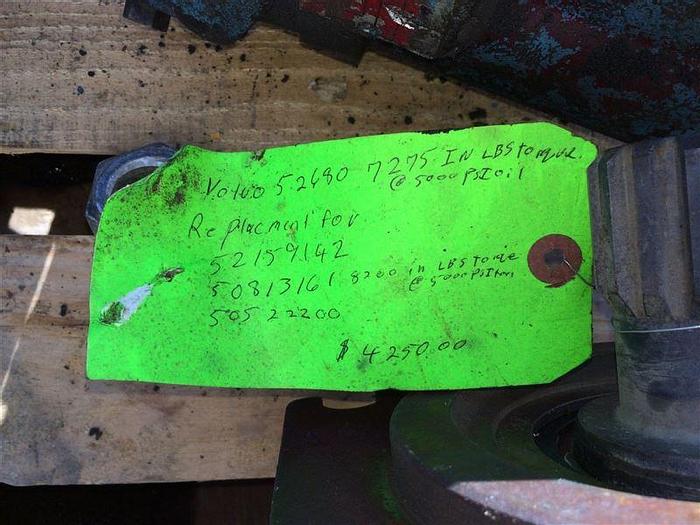 Volvo 52480 7275 IN LBS torque
@ 5000 PSI oil
Replacment for
52159142
50813161 8200 in LBS Torqe
@ 5000 PSI
50522200
$ 4250.00